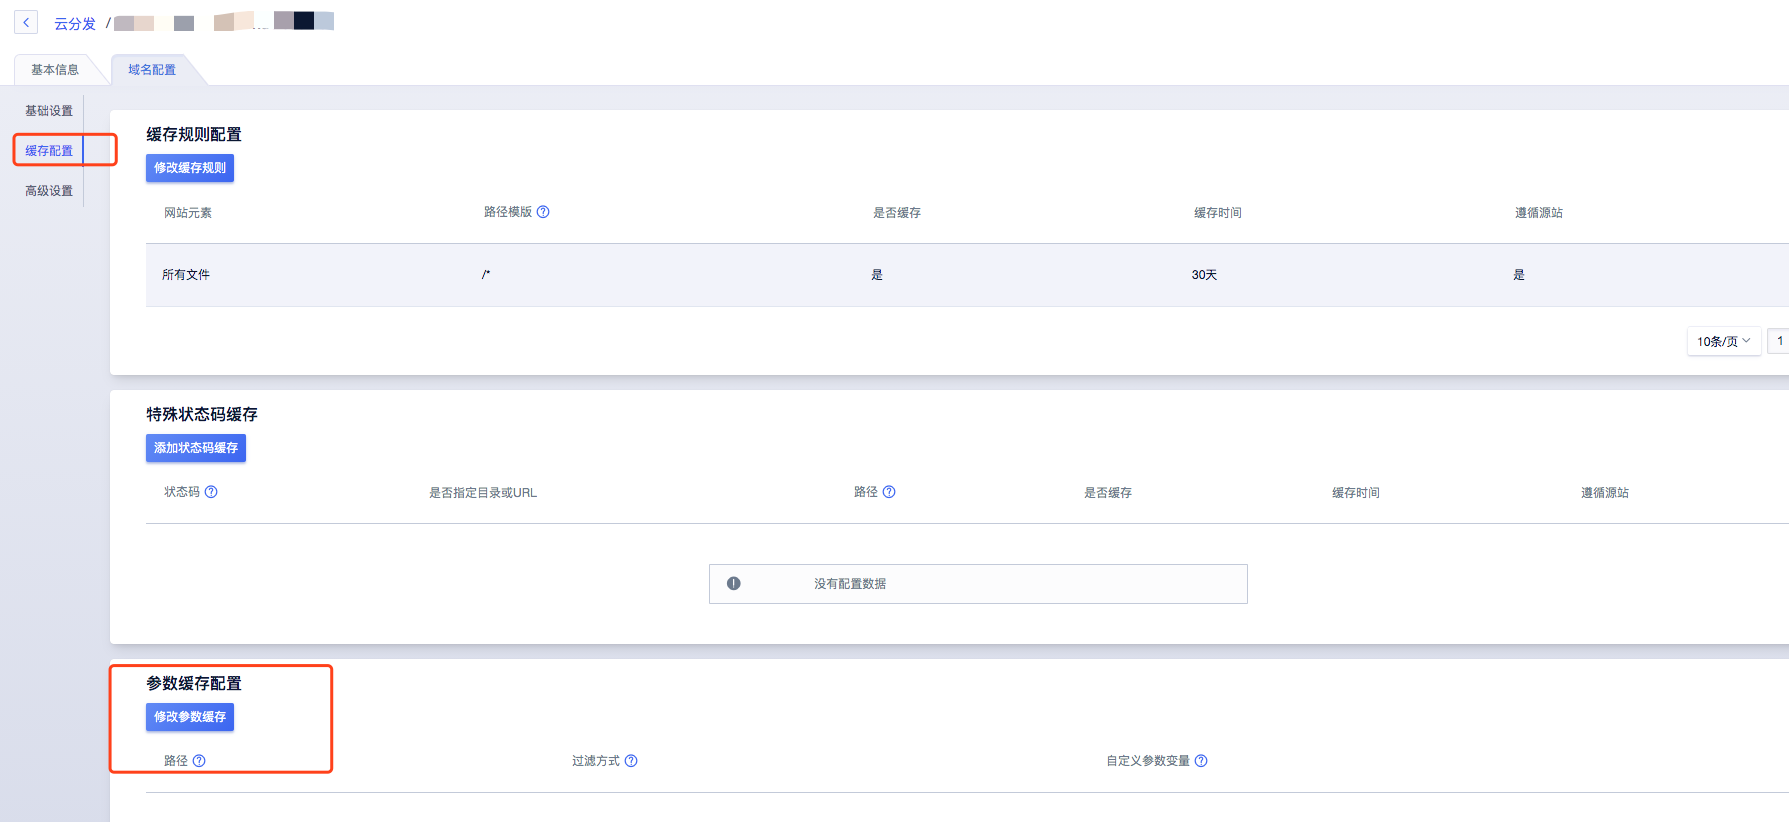 云分发 /
基本信息
域名配置
基础设置
缓存配置
高级设置
缓存规则配置
修改缓存规则
网站元素 路径模版 是否缓存 缓存时间 遵循源站
所有文件 /* 是 30天 是
10条/页 1
特殊状态码缓存
添加状态码缓存
状态码 是否指定目录或URL 路径 是否缓存 缓存时间 遵循源站
没有配置数据
参数缓存配置
修改参数缓存
路径 过滤方式 自定义参数变量